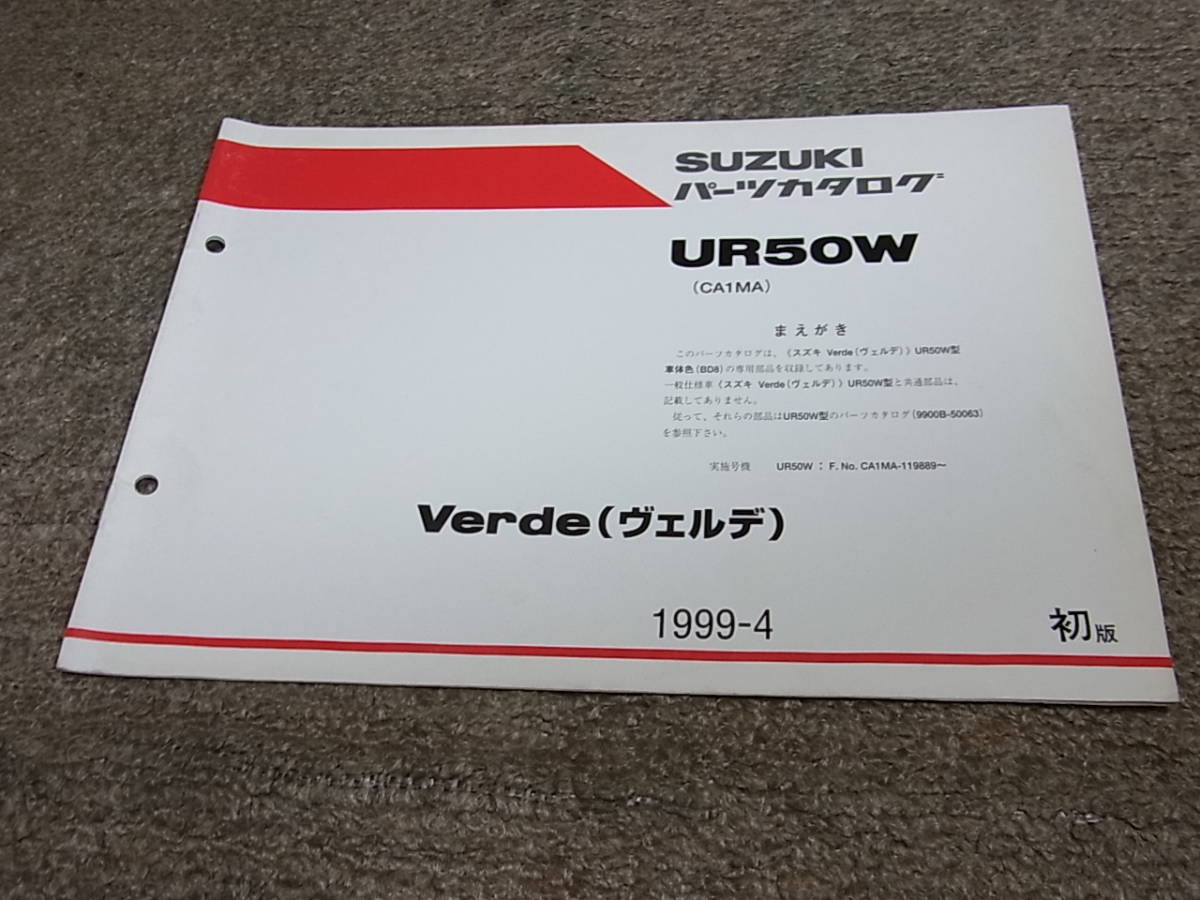 SUZUKI
パーツカタログ
UR50W
(CA1MA)
まえがき
このパーツカタログは、《スズキ Verde(ヴェルデ)》UR50W型
車体色(BD8)の専用部品を収録してあります。
一般仕様車《スズキ Verde(ヴェルデ)》UR50W型と共通部品は、
記載してありません。
従って、それらの部品はUR50W型のパーツカタログ(9900B-50063)
を参照下さい。
実施号機 UR50W : F. No. CA1MA-119889〜
Verde(ヴェルデ)
1999-4 初版